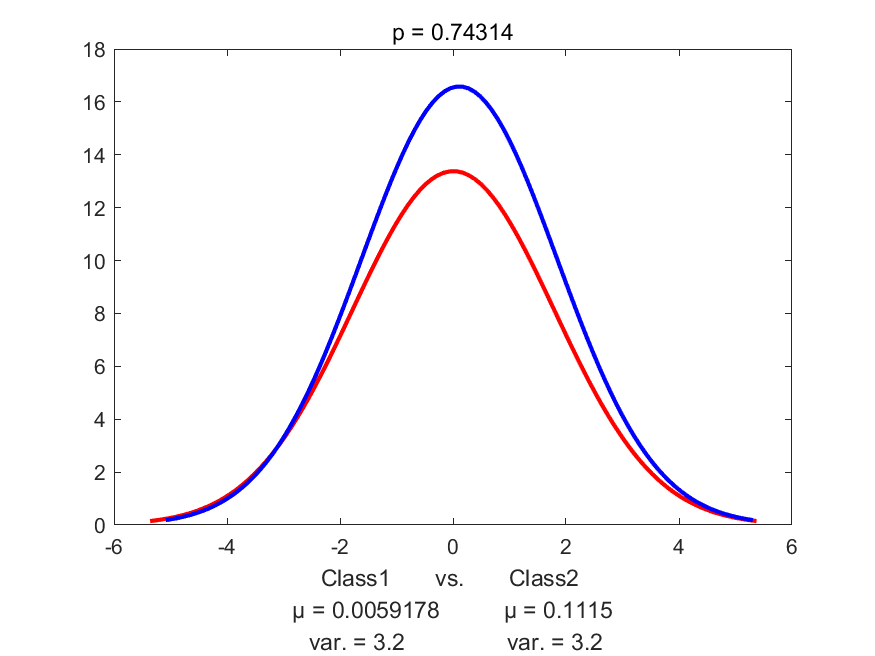 p = 0.74314
18
16
14
12
10
8
6
4
2
0
-6 -4 -2 0 2 4 6
Class1 vs. Class2
μ = 0.0059178 μ = 0.1115
var. = 3.2 var. = 3.2